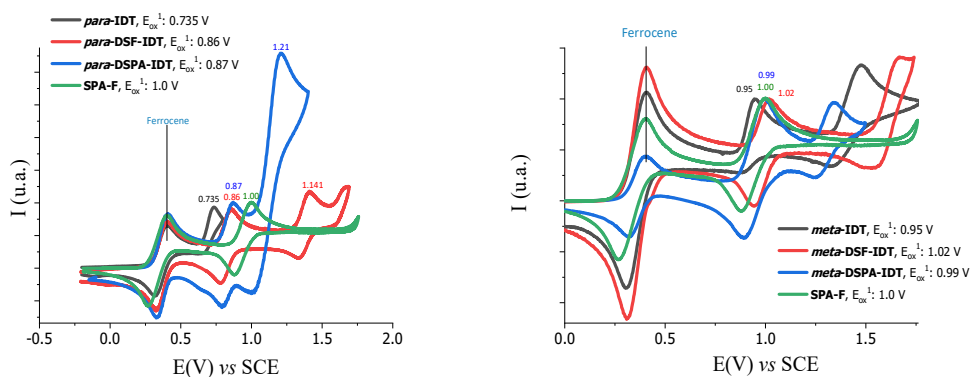 para-IDT, Eox1: 0.735 V
para-DSF-IDT, Eox1: 0.86 V
para-DSPA-IDT, Eox1: 0.87 V
SPA-F, Eox1: 1.0 V
1.21
Ferrocene
0.735
0.87
0.86
1.00
1.141
I (u.a.)
-0.5 0.0 0.5 1.0 1.5 2.0
E(V) vs SCE
Ferrocene
0.95
0.99
1.00
1.02
I (u.a.)
meta-IDT, Eox1: 0.95 V
meta-DSF-IDT, Eox1: 1.02 V
meta-DSPA-IDT, Eox1: 0.99 V
SPA-F, Eox1: 1.0 V
0.0 0.5 1.0 1.5
E(V) vs SCE